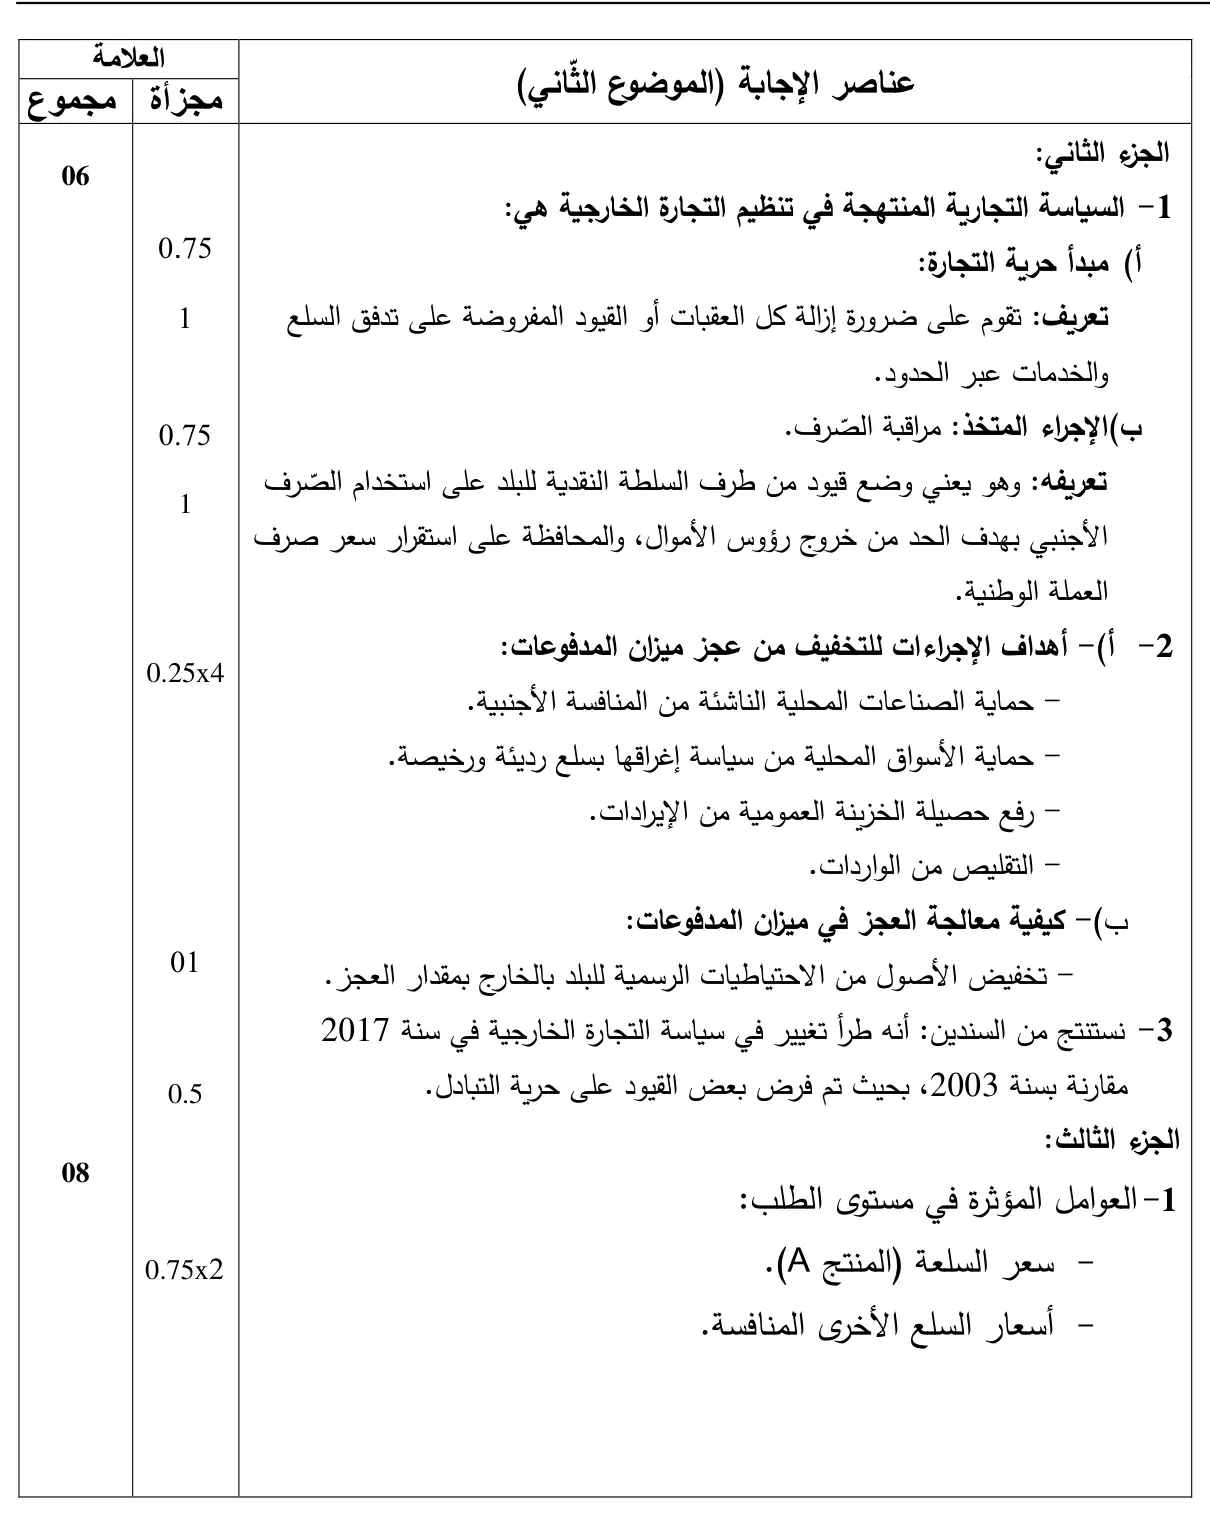 العلامة
عناصر الإجابة (الموضوع الثّاني)
مجزأة مجموع
الجزء الثاني:
06
1- السياسة التجارية المنتهجة في تنظيم التجارة الخارجية هي:
0.75
أ) مبدأ حرية التجارة:
تعريف: تقوم على ضرورة إزالة كل العقبات أو القيود المفروضة على تدفق السلع
1
والخدمات عبر الحدود.
ب)الإجراء المتخذ: مراقبة الصّرف.
0.75
تعريفه: وهو يعني وضع قيود من طرف السلطة النقدية للبلد على استخدام الصّرف
1
الأجنبي بهدف الحد من خروج رؤوس الأموال، والمحافظة على استقرار سعر صرف
العملة الوطنية.
2- أ)- أهداف الإجراءات للتخفيف من عجز ميزان المدفوعات:
0.25x4
- حماية الصناعات المحلية الناشئة من المنافسة الأجنبية.
- حماية الأسواق المحلية من سياسة إغراقها بسلع رديئة ورخيصة.
- رفع حصيلة الخزينة العمومية من الإيرادات.
- التقليص من الواردات.
ب)- كيفية معالجة العجز في ميزان المدفوعات:
01
- تخفيض الأصول من الاحتياطيات الرسمية للبلد بالخارج بمقدار العجز.
3- نستنتج من السندين: أنه طرأ تغيير في سياسة التجارة الخارجية في سنة 2017
مقارنة بسنة 2003، بحيث تم فرض بعض القيود على حرية التبادل.
0.5
الجزء الثالث:
08
1-العوامل المؤثرة في مستوى الطلب:
- سعر السلعة (المنتج A).
0.75x2
- أسعار السلع الأخرى المنافسة.